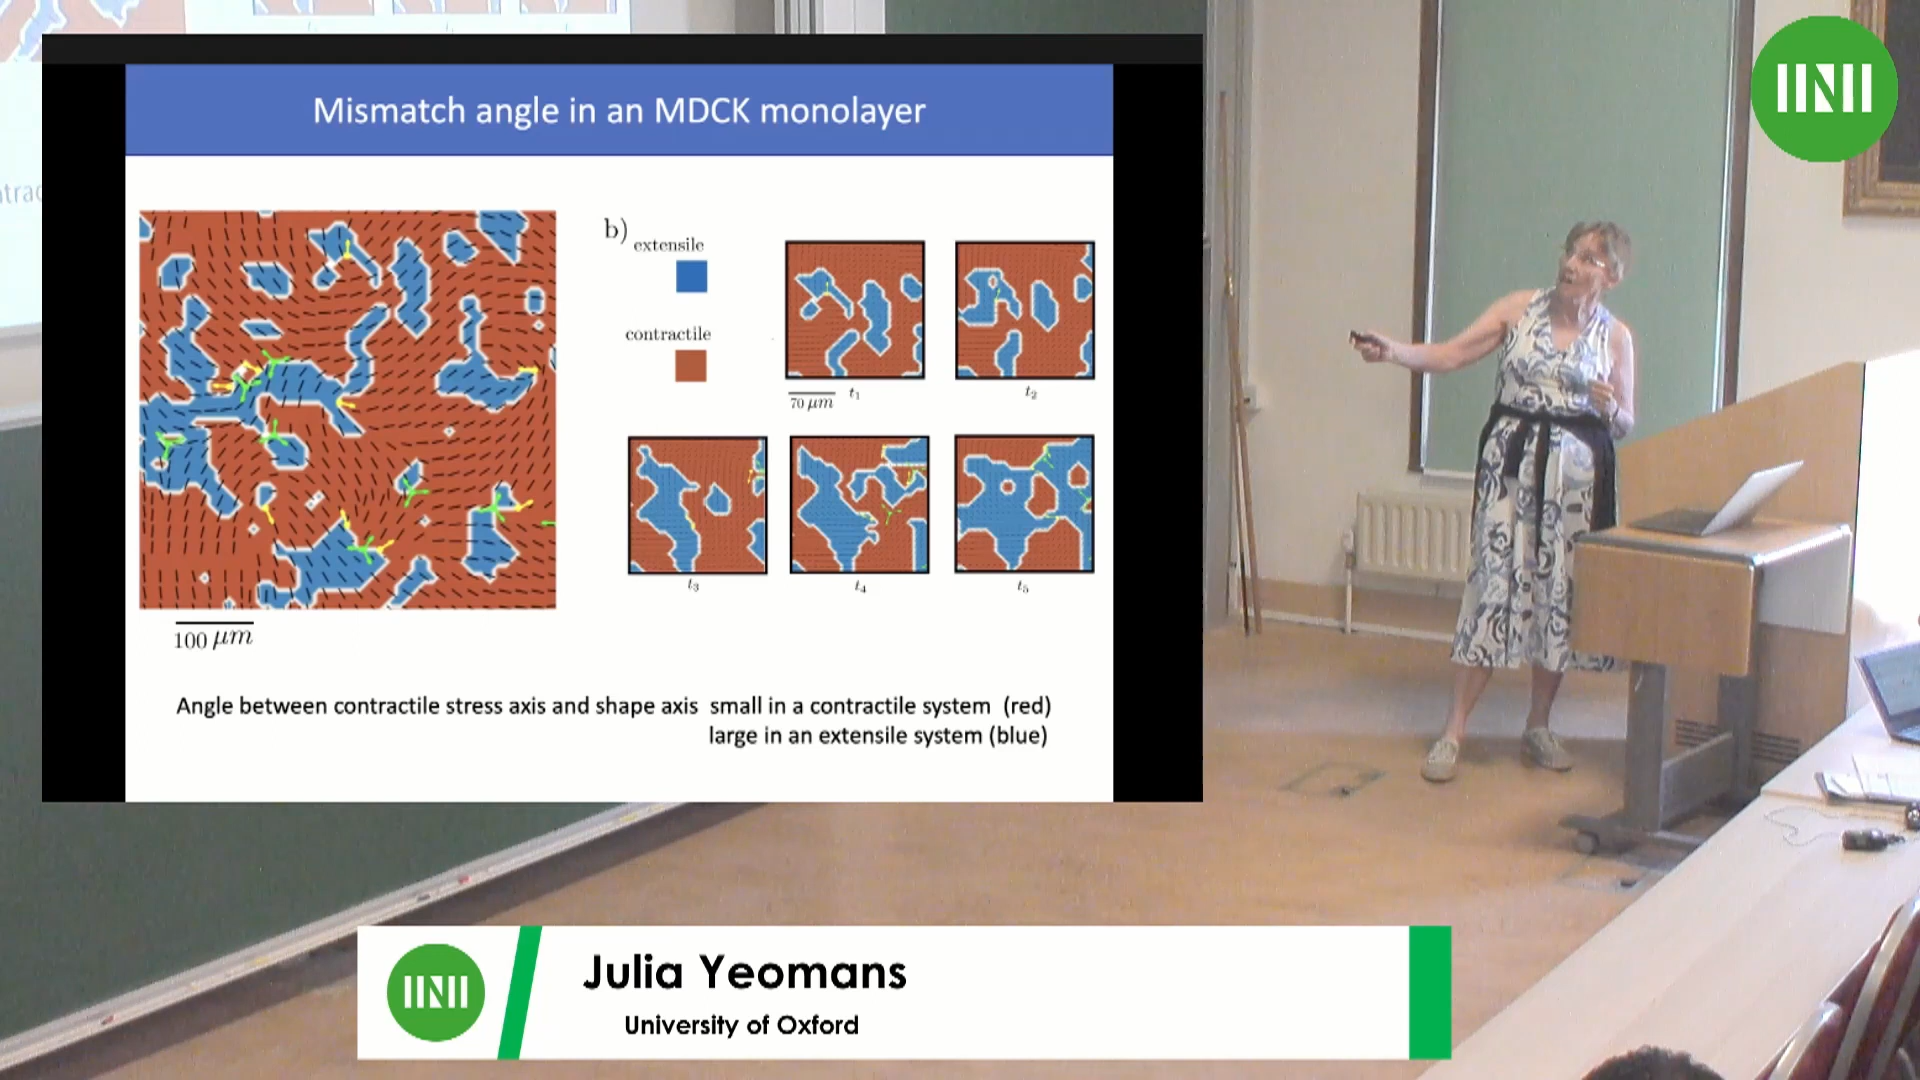 Mismatch angle in an MDCK monolayer
b)
extensile
contractile
70 μm
t₁
t₂
t₃
t₄
t₅
100 μm
Angle between contractile stress axis and shape axis small in a contractile system (red)
large in an extensile system (blue)
Julia Yeomans
University of Oxford